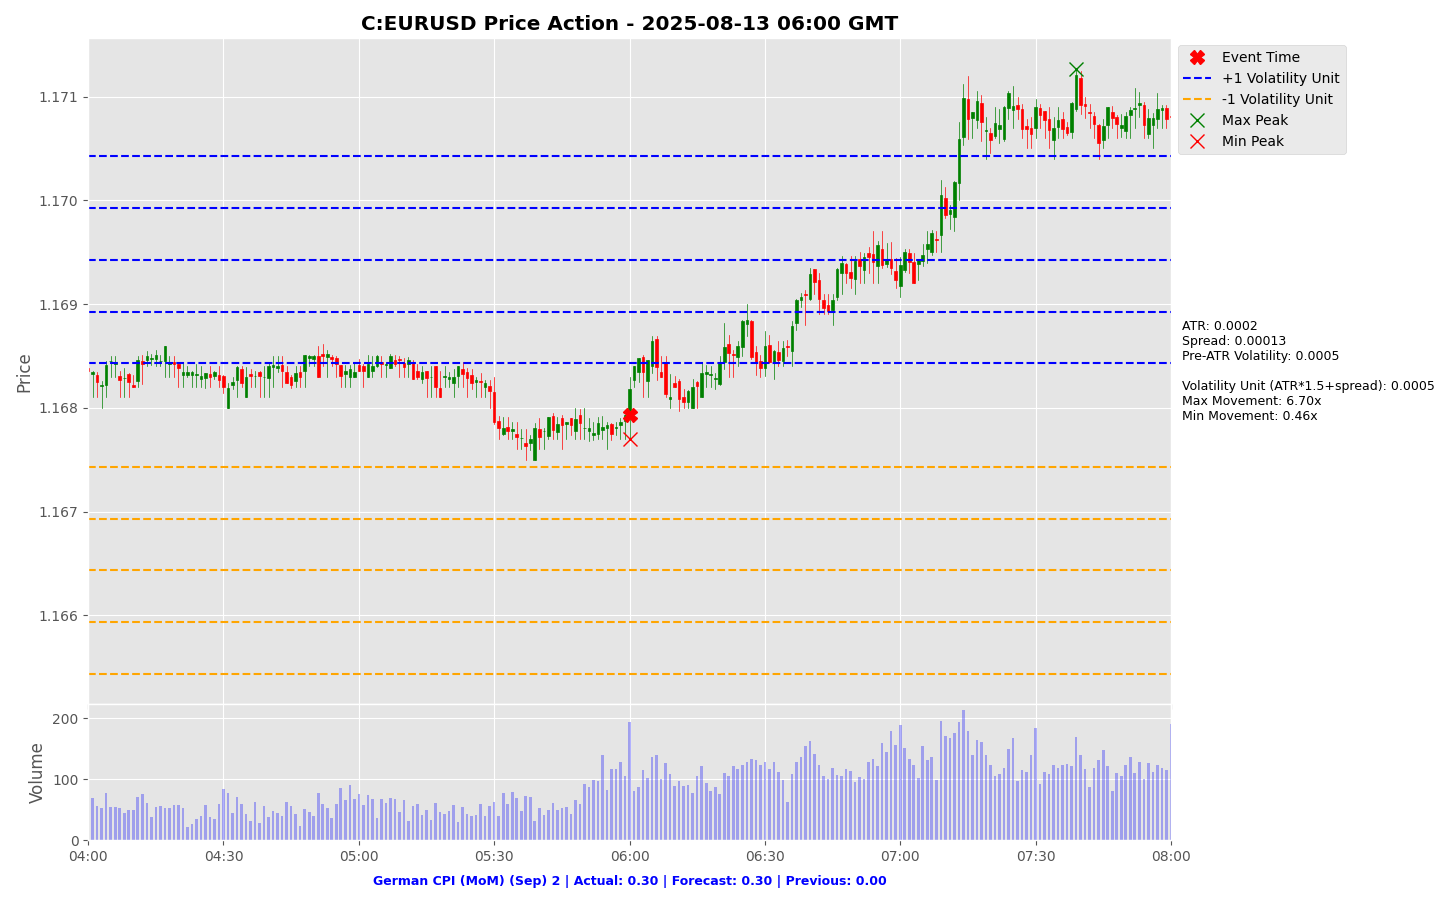 C:EURUSD Price Action - 2025-08-13 06:00 GMT
Event Time
+1 Volatility Unit
-1 Volatility Unit
Max Peak
Min Peak
Price
1.171
1.170
1.169
1.168
1.167
1.166
ATR: 0.0002
Spread: 0.00013
Pre-ATR Volatility: 0.0005
Volatility Unit (ATR*1.5+spread): 0.0005
Max Movement: 6.70x
Min Movement: 0.46x
Volume
200
100
0
04:00 04:30 05:00 05:30 06:00 06:30 07:00 07:30 08:00
German CPI (MoM) (Sep) 2 | Actual: 0.30 | Forecast: 0.30 | Previous: 0.00